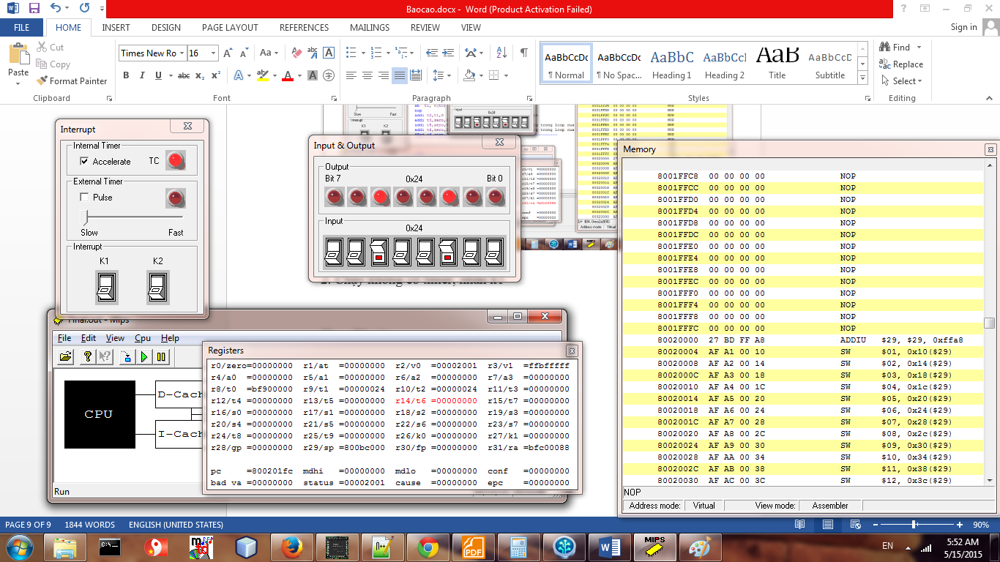 Baocao.docx - Word (Product Activation Failed)
FILE HOME INSERT DESIGN PAGE LAYOUT REFERENCES MAILINGS REVIEW VIEW Sign in
Paste
Cut
Copy
Format Painter
Times New Ro 16
Aa
B I U abc x₂ x² A ab A A
AaBbCcDc AaBbCcDc AaBbC AaBbCcI AaB AaBbCcD
¶ Normal ¶ No Spac... Heading 1 Heading 2 Title Subtitle
Find
Replace
Select
Clipboard Font Paragraph Styles Editing
Interrupt
Internal Timer
Accelerate TC
External Timer
Pulse
Slow Fast
Interrupt
K1 K2
Input & Output
Output
Bit 7 0x24 Bit 0
Input
0x24
Final.out - Mips
File Edit View Cpu Help
CPU
D-Cach
I-Cach
Run
Registers
r0/zero=00000000 r1/at =00000000 r2/v0 =00002001 r3/v1 =ffbfffff
r4/a0 =00000000 r5/a1 =00000000 r6/a2 =00000000 r7/a3 =00000000
r8/t0 =bf900000 r9/t1 =00000024 r10/t2 =00000024 r11/t3 =00000000
r12/t4 =00000000 r13/t5 =00000000 r14/t6 =00000000 r15/t7 =00000000
r16/s0 =00000000 r17/s1 =00000000 r18/s2 =00000000 r19/s3 =00000000
r20/s4 =00000000 r21/s5 =00000000 r22/s6 =00000000 r23/s7 =00000000
r24/t8 =00000000 r25/t9 =00000000 r26/k0 =00000000 r27/k1 =00000000
r28/gp =00000000 r29/sp =800bc000 r30/fp =00000000 r31/ra =bfc00088
pc =800201fc mdhi =00000000 mdlo =00000000 conf =00000000
bad va =00000000 status =00002001 cause =00000000 epc =00000000
Memory
8001FFC8 00 00 00 00 NOP
8001FFCC 00 00 00 00 NOP
8001FFD0 00 00 00 00 NOP
8001FFD4 00 00 00 00 NOP
8001FFD8 00 00 00 00 NOP
8001FFDC 00 00 00 00 NOP
8001FFE0 00 00 00 00 NOP
8001FFE4 00 00 00 00 NOP
8001FFE8 00 00 00 00 NOP
8001FFEC 00 00 00 00 NOP
8001FFF0 00 00 00 00 NOP
8001FFF4 00 00 00 00 NOP
8001FFF8 00 00 00 00 NOP
8001FFFC 00 00 00 00 NOP
80020000 27 BD FF A8 ADDIU $29, $29, 0xffa8
80020004 AF A1 00 10 SW $01, 0x10($29)
80020008 AF A2 00 14 SW $02, 0x14($29)
8002000C AF A3 00 18 SW $03, 0x18($29)
80020010 AF A4 00 1C SW $04, 0x1c($29)
80020014 AF A5 00 20 SW $05, 0x20($29)
80020018 AF A6 00 24 SW $06, 0x24($29)
8002001C AF A7 00 28 SW $07, 0x28($29)
80020020 AF A8 00 2C SW $08, 0x2c($29)
80020024 AF A9 00 30 SW $09, 0x30($29)
80020028 AF AA 00 34 SW $10, 0x34($29)
8002002C AF AB 00 38 SW $11, 0x38($29)
80020030 AF AC 00 3C SW $12, 0x3c($29)
NOP
Address mode: Virtual View mode: Assembler
PAGE 9 OF 9 1844 WORDS ENGLISH (UNITED STATES) 90%
PDF
MIPS
EN
5:52 AM
5/15/2015